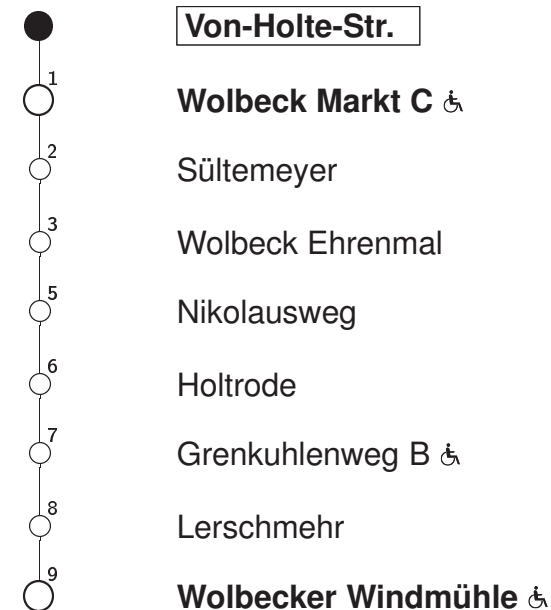 Von-Holte-Str.
1 Wolbeck Markt C
2 Sültemeyer
3 Wolbeck Ehrenmal
5 Nikolausweg
6 Holtrode
7 Grenkuhlenweg B
8 Lerschmehr
9 Wolbecker Windmühle